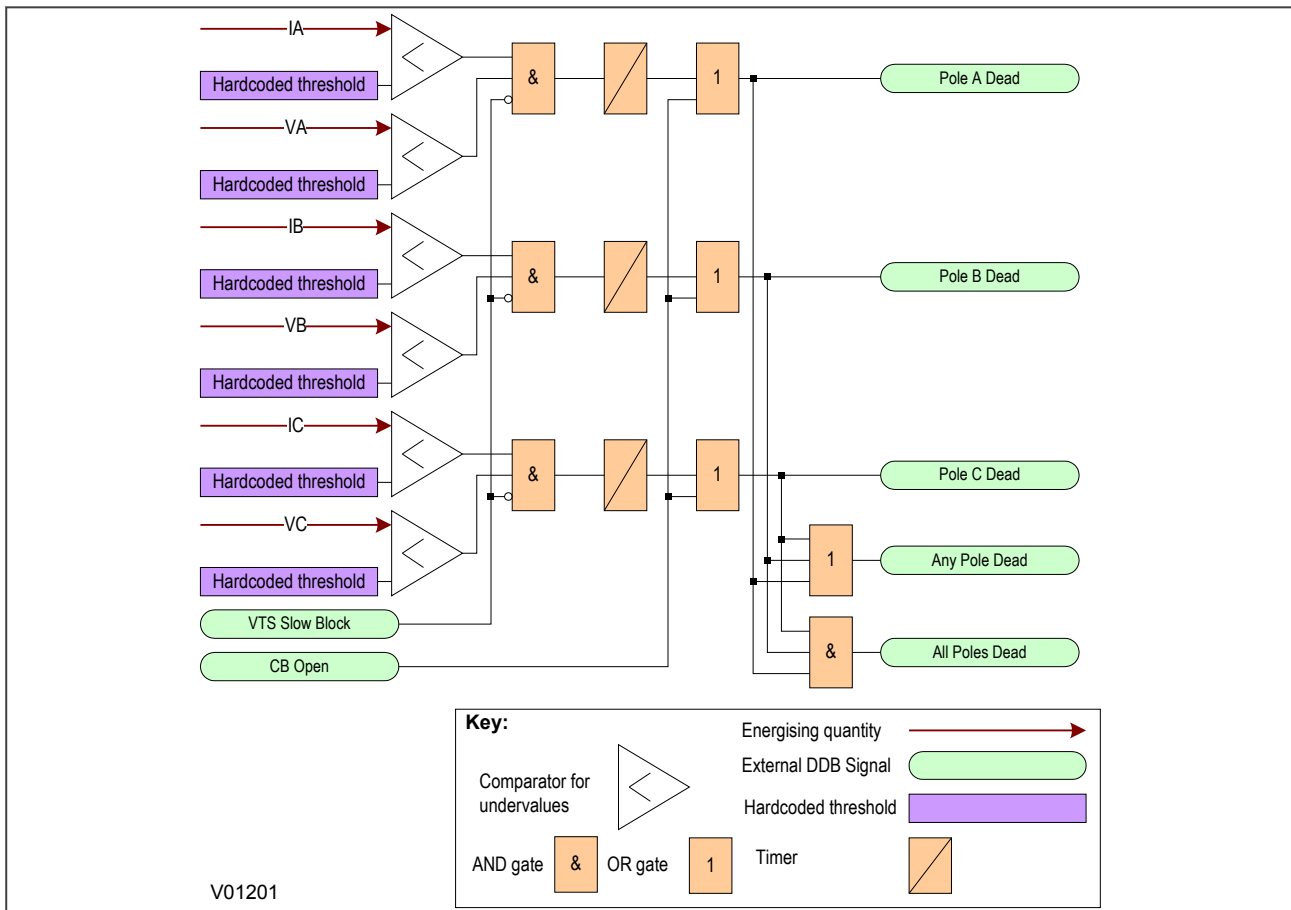 IA
Hardcoded threshold
& 1 Pole A Dead
VA
Hardcoded threshold
IB
Hardcoded threshold
& 1 Pole B Dead
VB
Hardcoded threshold
IC
Hardcoded threshold
& 1 Pole C Dead
VC
Hardcoded threshold
1 Any Pole Dead
VTS Slow Block
& All Poles Dead
CB Open
Key:
Energising quantity
External DDB Signal
Comparator for
undervalues
Hardcoded threshold
AND gate & OR gate 1 Timer
V01201